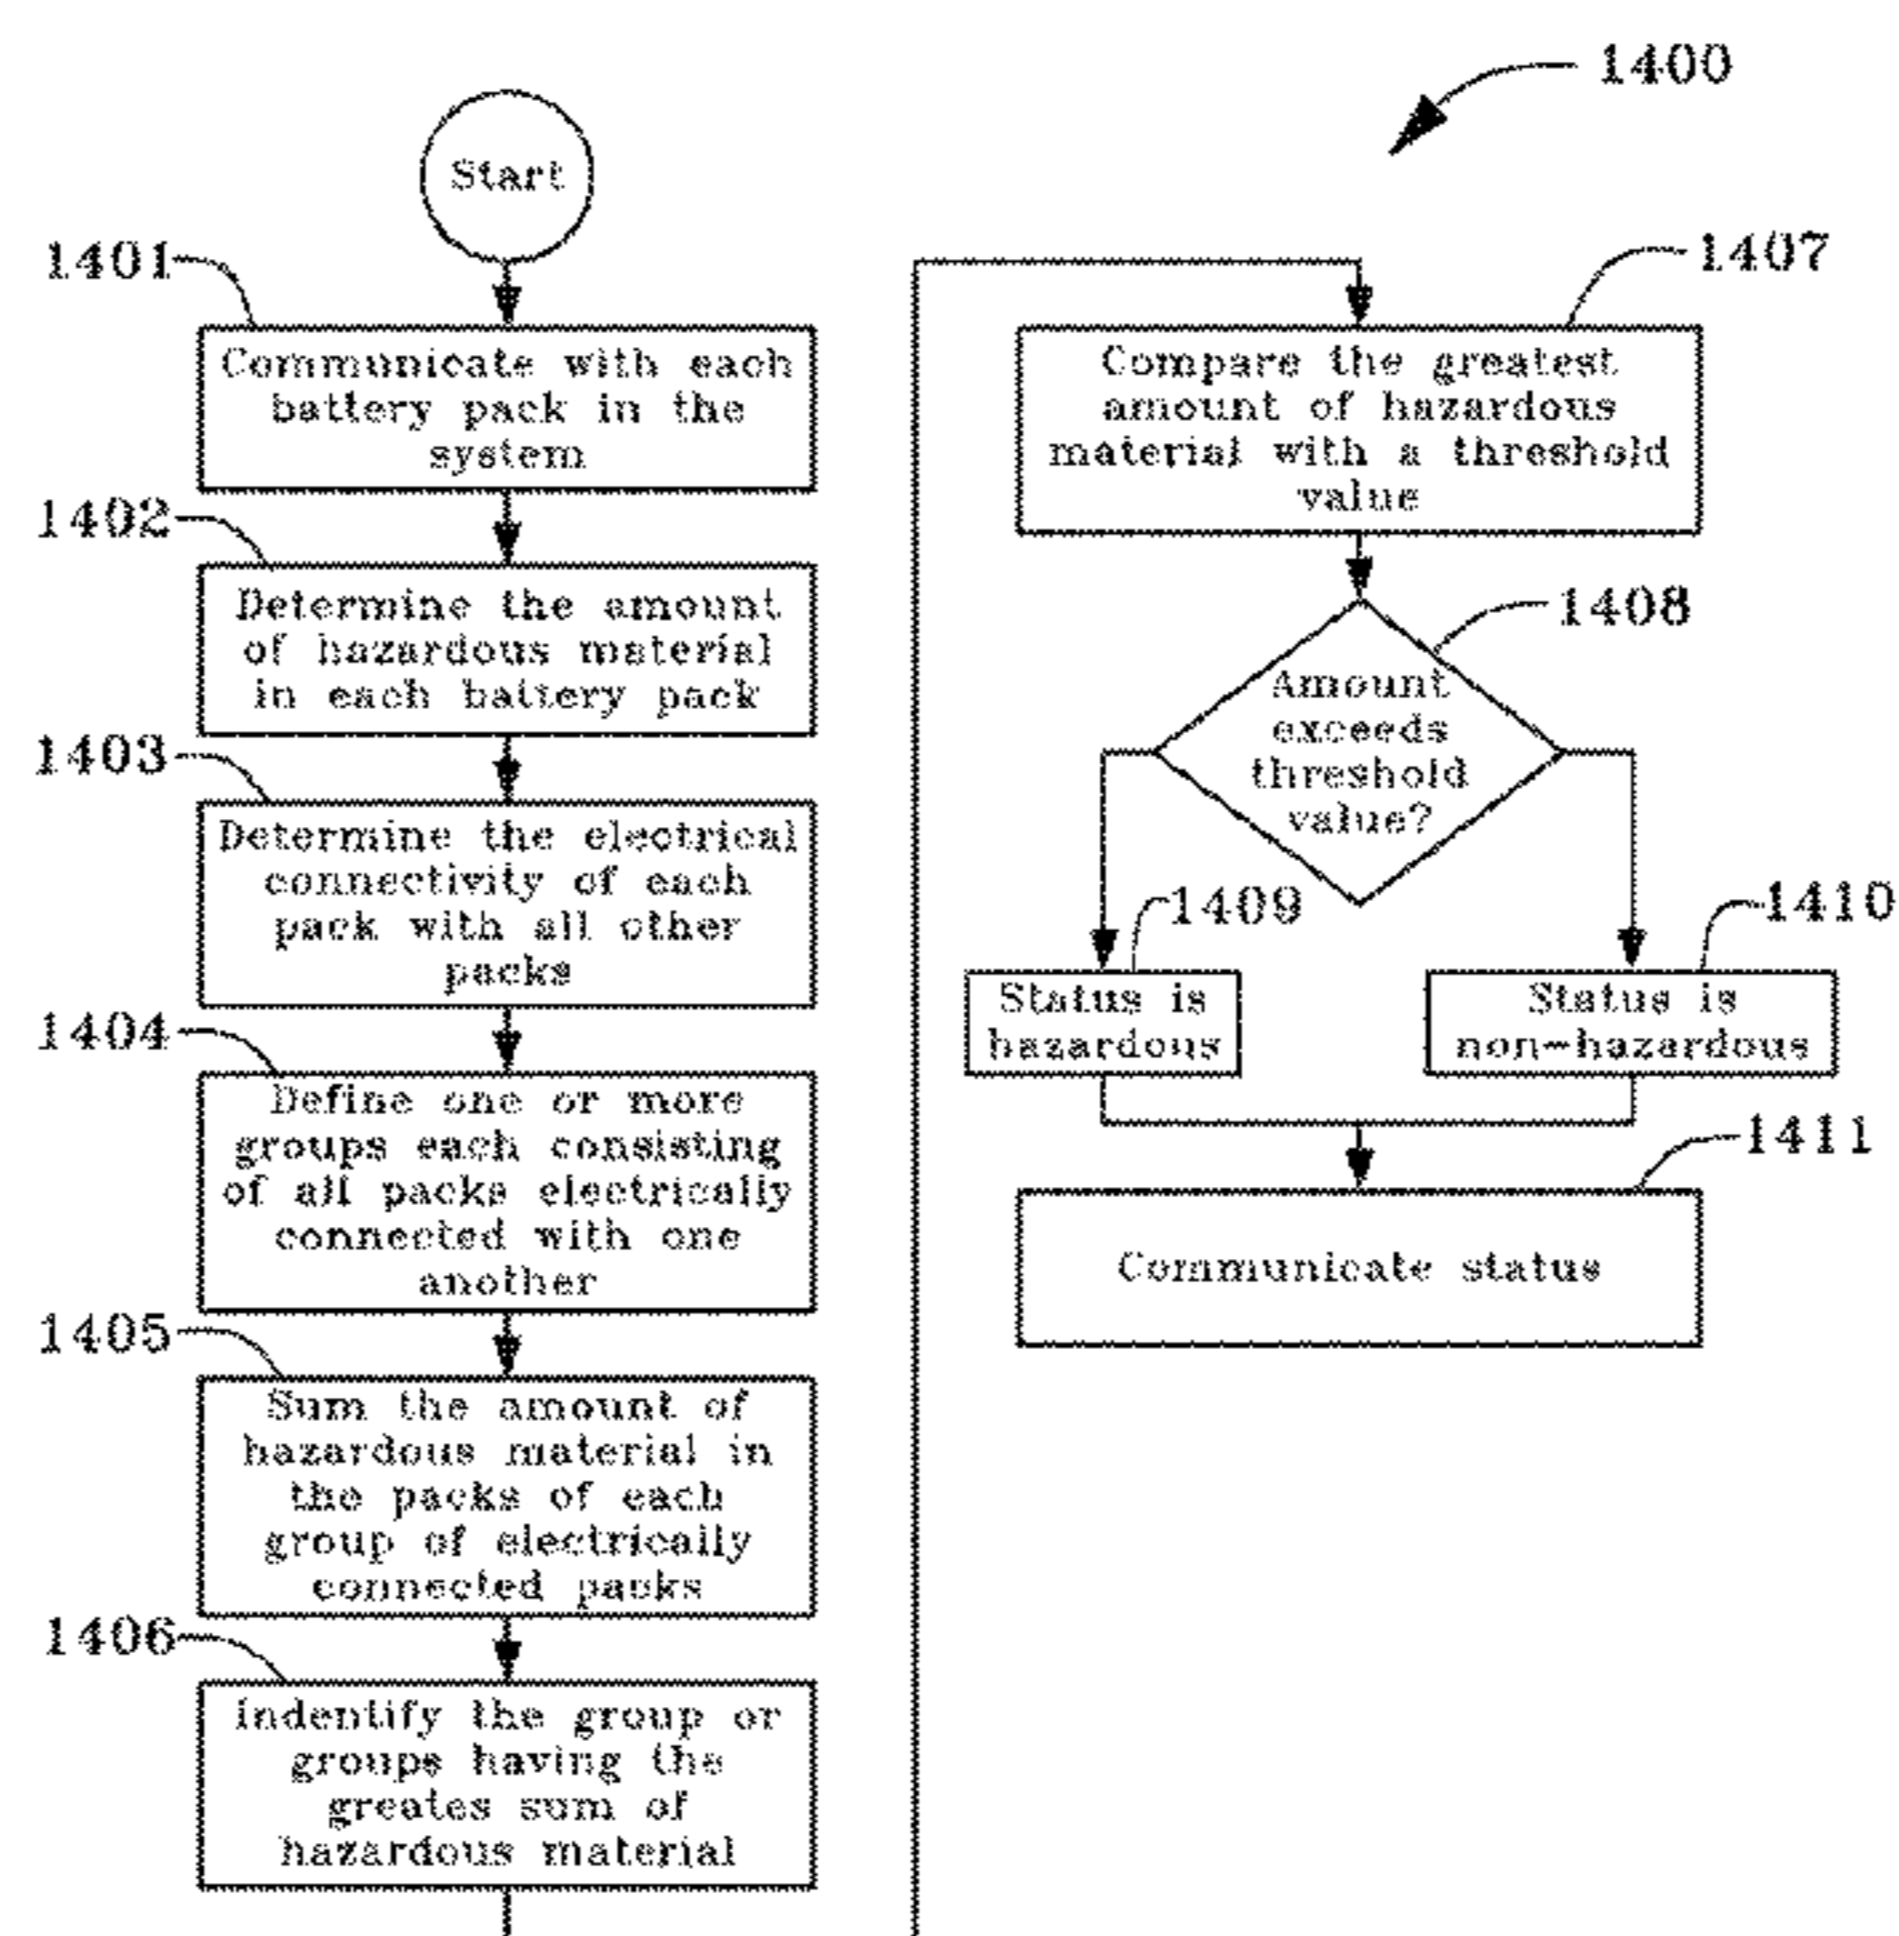 1400
Start
1401
Communicate with each
battery pack in the
system
1402
Determine the amount
of hazardous material
in each battery pack
1403
Determine the electrical
connectivity of each
pack with all other
packs
1404
Define one or more
groups each consisting
of all packs electrically
connected with one
another
1405
Sum the amount of
hazardous material in
the packs of each
group of electrically
connected packs
1406
indentify the group or
groups having the
greates sum of
hazardous material
1407
Compare the greatest
amount of hazardous
material with a threshold
value
1408
Amount
exceeds
threshold
value?
1409
Status is
hazardous
1410
Status is
non-hazardous
1411
Communicate status